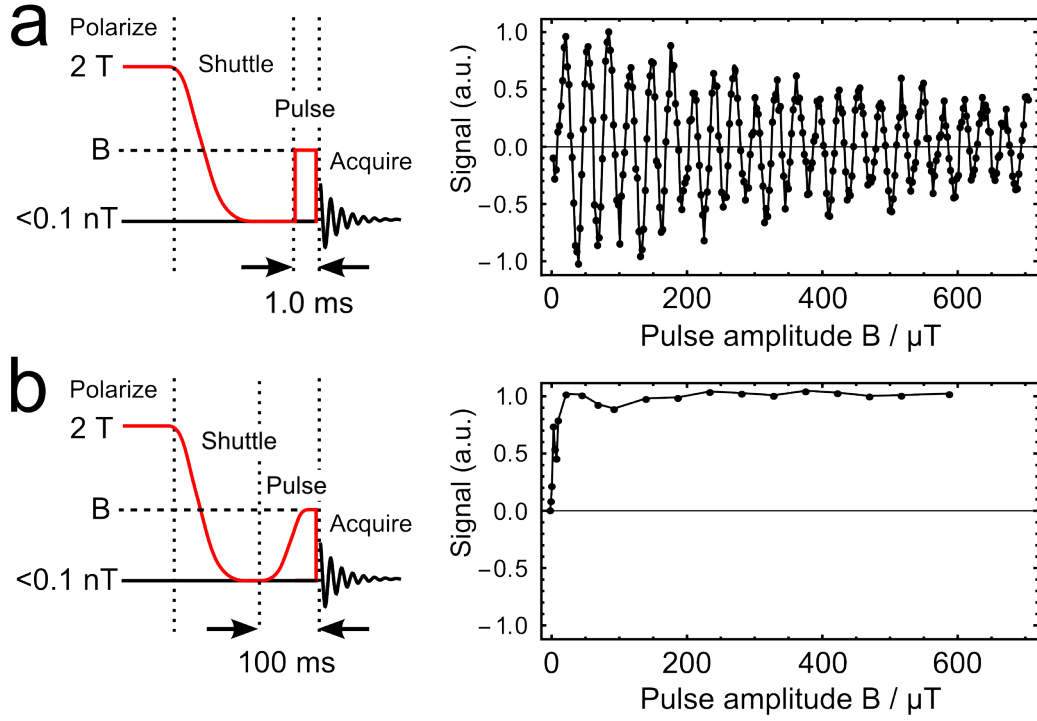 a
Polarize
2 T
Shuttle
Pulse
B
Acquire
<0.1 nT
1.0 ms
Signal (a.u.)
1.0
0.5
0.0
−0.5
−1.0
0 200 400 600
Pulse amplitude B / µT
b
Polarize
2 T
Shuttle
Pulse
B
Acquire
<0.1 nT
100 ms
Signal (a.u.)
1.0
0.5
0.0
−0.5
−1.0
0 200 400 600
Pulse amplitude B / µT